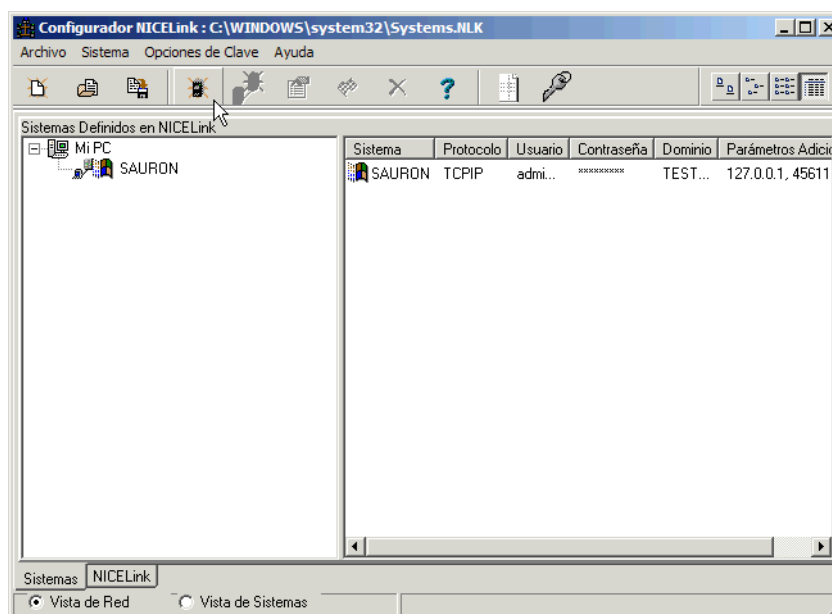 Configurador NICELink : C:\WINDOWS\system32\Systems.NLK
Archivo Sistema Opciones de Clave Ayuda
Sistemas Definidos en NICELink
Mi PC
SAURON
Sistema Protocolo Usuario Contraseña Dominio Parámetros Adicio
SAURON TCPIP admi... ********* TEST... 127.0.0.1, 45611
Sistemas NICELink
Vista de Red Vista de Sistemas